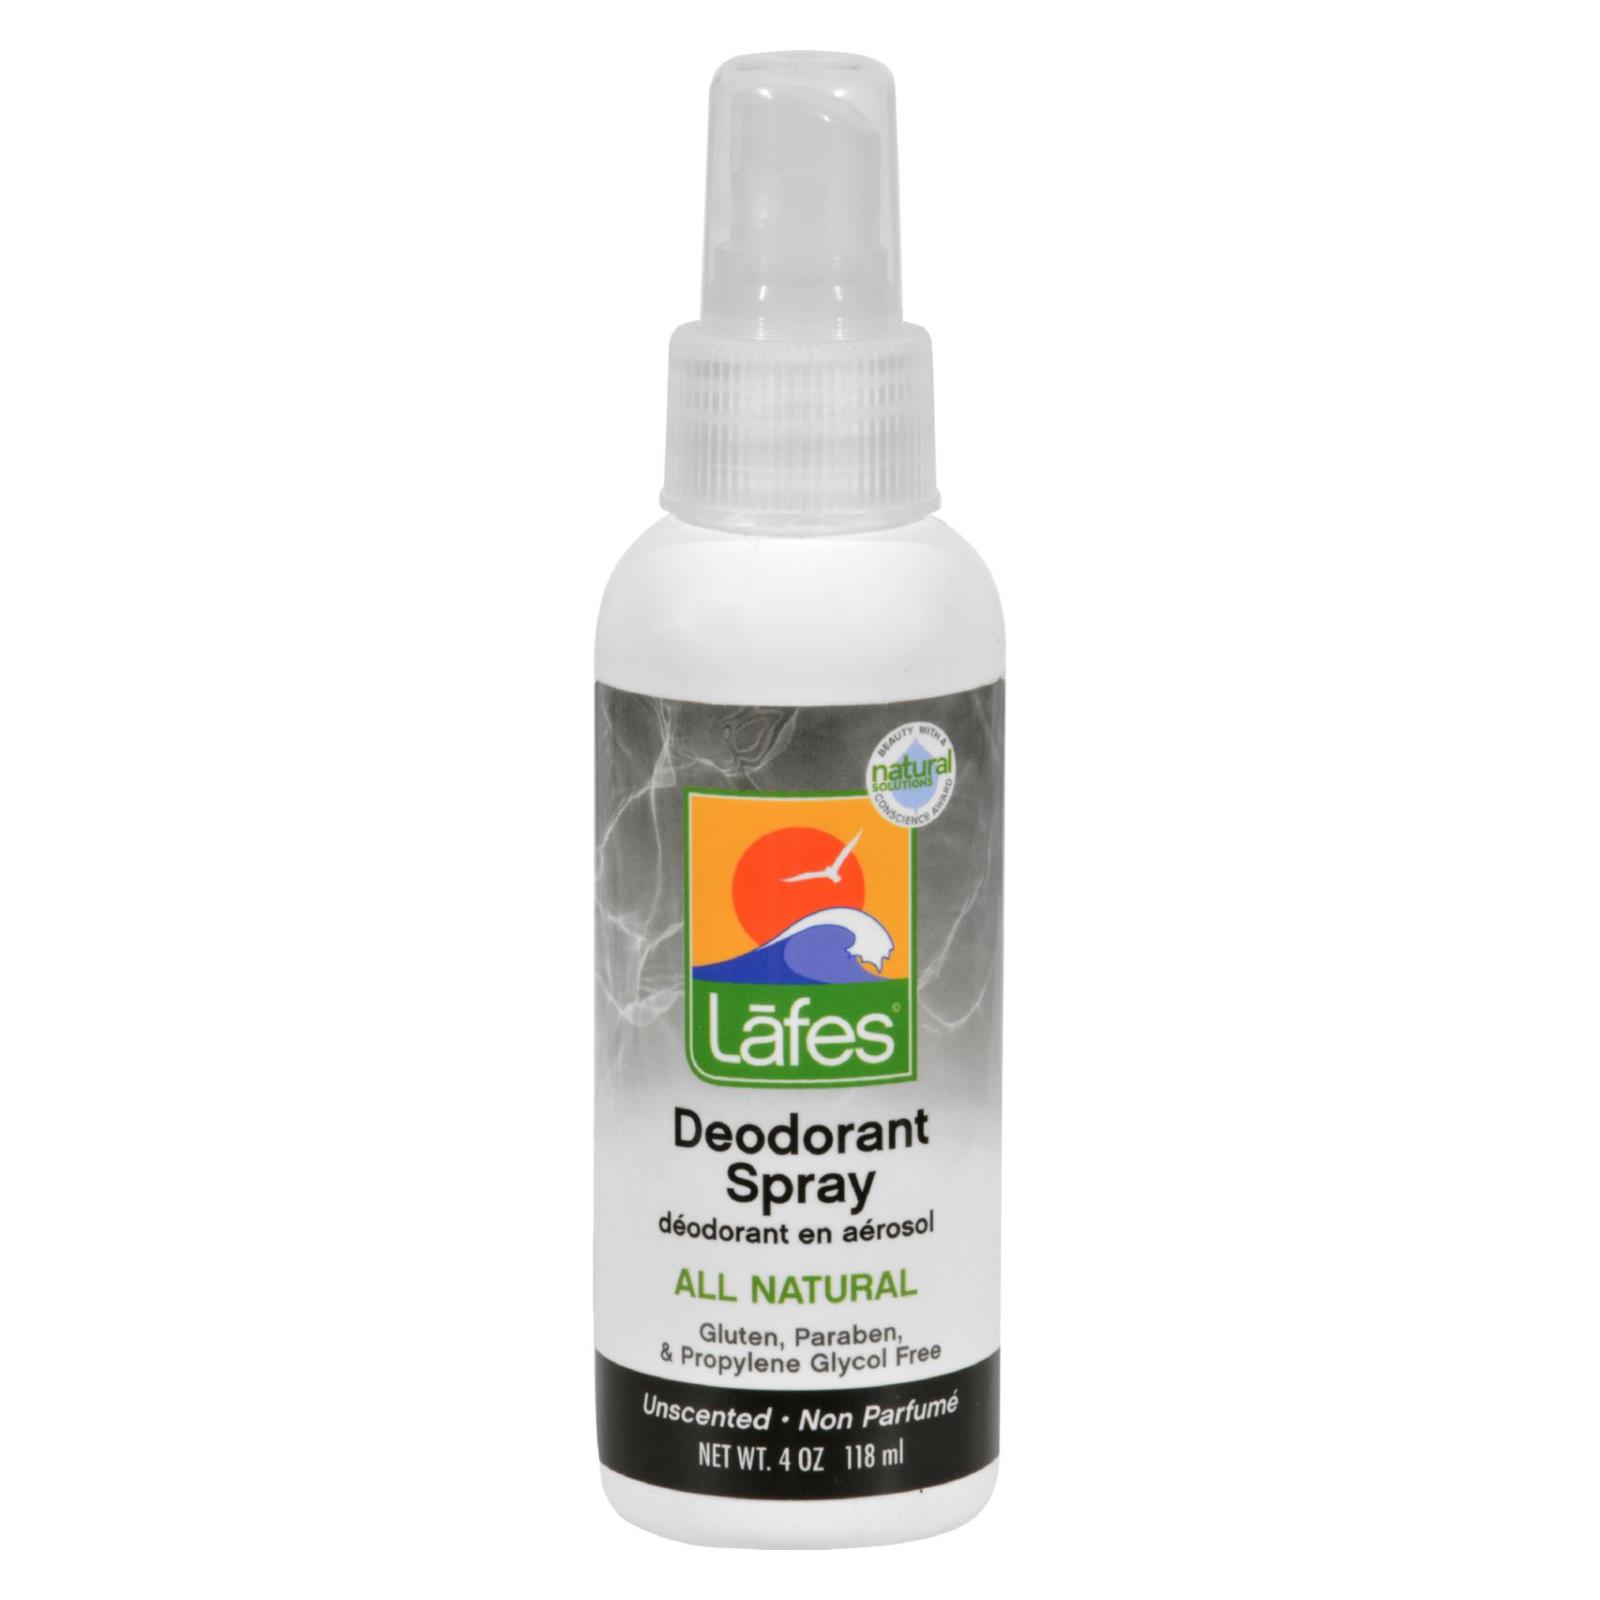 BEAUTY WITH A
natural
SOLUTIONS
CONSCIENCE AWARD
Lāfes©
Deodorant
Spray
déodorant en aérosol
ALL NATURAL
Gluten, Paraben,
& Propylene Glycol Free
Unscented • Non Parfumé
NET WT. 4 OZ 118 ml